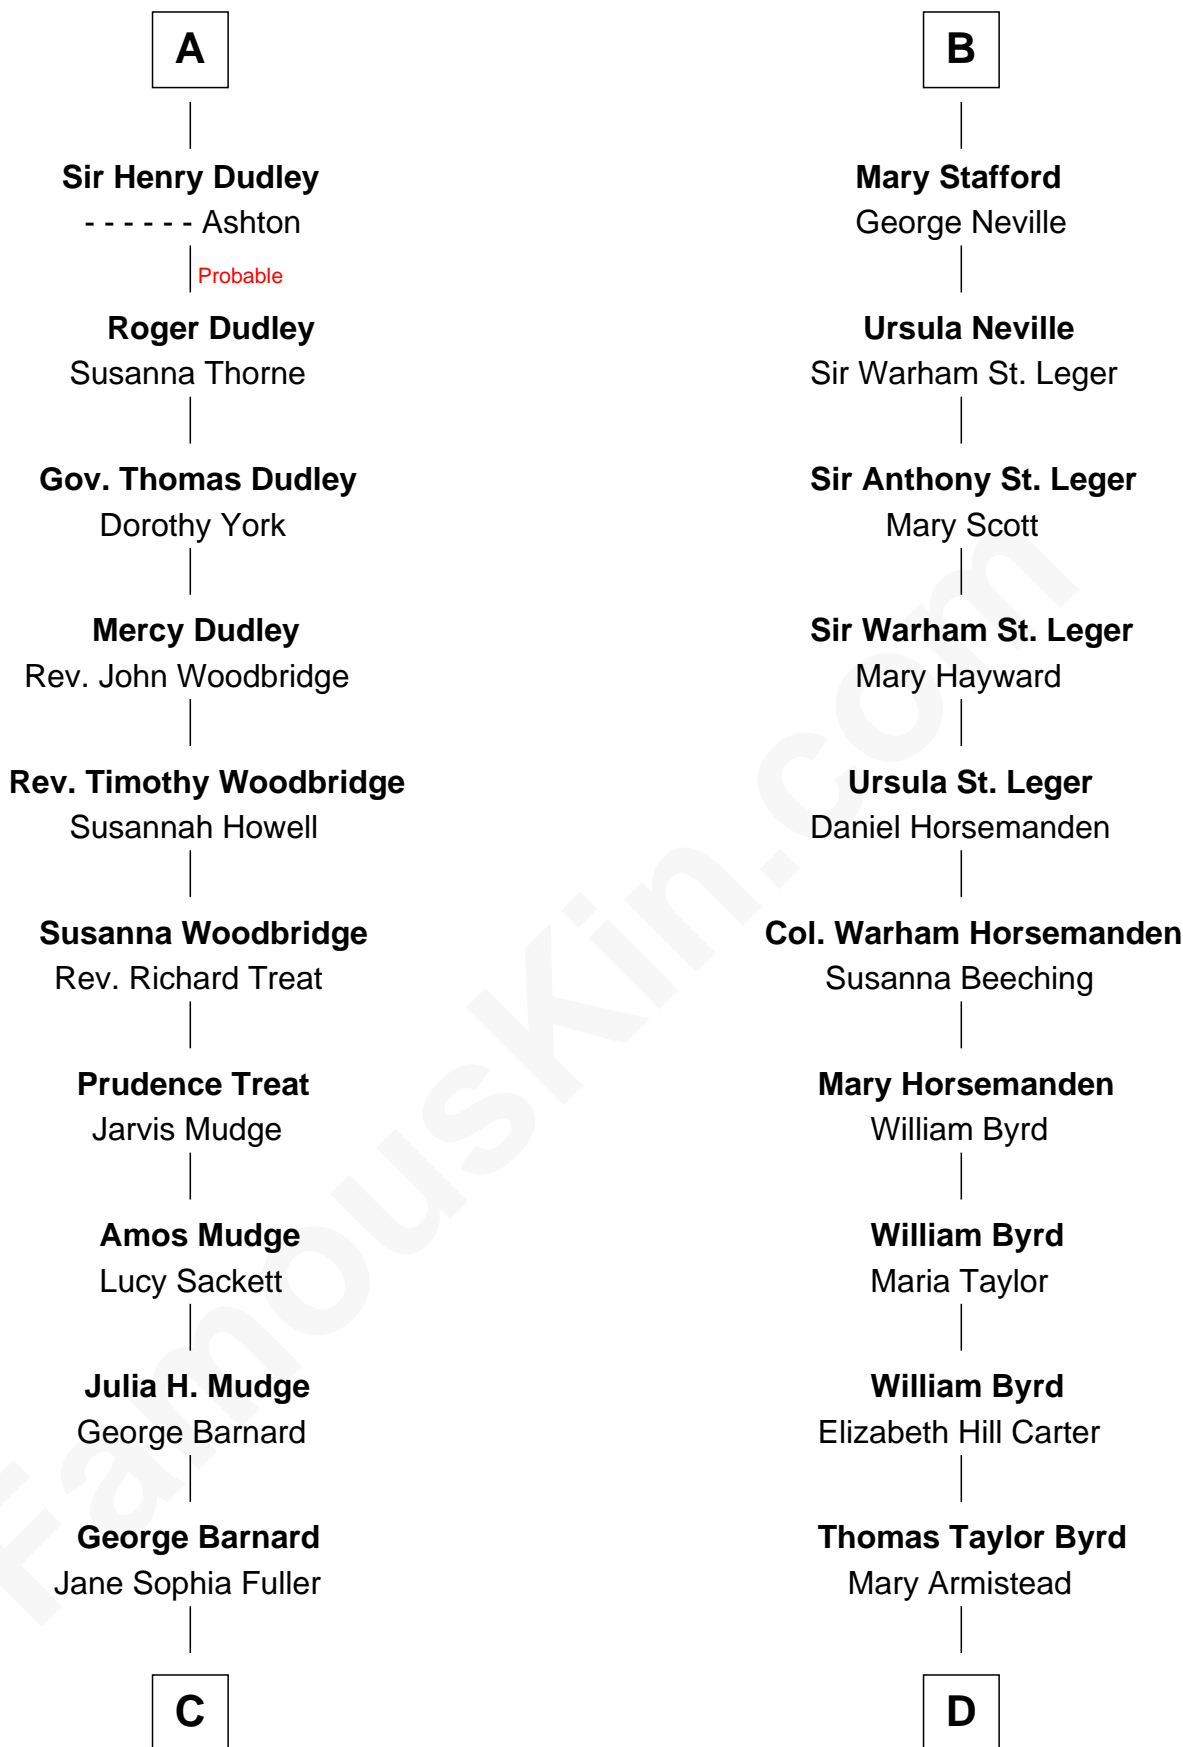 A
Sir Henry Dudley
- - - - - - Ashton
Probable
Roger Dudley
Susanna Thorne
Gov. Thomas Dudley
Dorothy York
Mercy Dudley
Rev. John Woodbridge
Rev. Timothy Woodbridge
Susannah Howell
Susanna Woodbridge
Rev. Richard Treat
Prudence Treat
Jarvis Mudge
Amos Mudge
Lucy Sackett
Julia H. Mudge
George Barnard
George Barnard
Jane Sophia Fuller
C
B
Mary Stafford
George Neville
Ursula Neville
Sir Warham St. Leger
Sir Anthony St. Leger
Mary Scott
Sir Warham St. Leger
Mary Hayward
Ursula St. Leger
Daniel Horsemanden
Col. Warham Horsemanden
Susanna Beeching
Mary Horsemanden
William Byrd
William Byrd
Maria Taylor
William Byrd
Elizabeth Hill Carter
Thomas Taylor Byrd
Mary Armistead
D
FamousKin.com